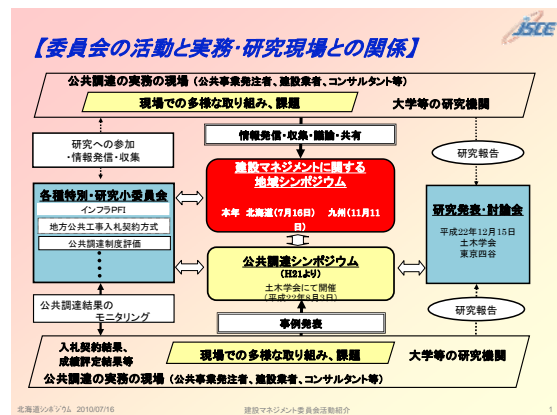 JSCE
【委員会の活動と実務･研究現場との関係】
公共調達の実務の現場（公共事業発注者、建設業者、コンサルタント等）
現場での多様な取り組み、課題
大学等の研究機関
研究への参加
・情報発信・収集
情報発信・収集・議論・共有
研究報告
建設マネジメントに関する
地域シンポジウム
本年　北海道(7月16日)　九州(11月11
日)
各種特別・研究小委員会
インフラPFI
地方公共工事入札契約方式
公共調達制度評価
研究発表・討論会
平成22年12月15日
土木学会
東京四谷
公共調達シンポジウム
(H21より)
土木学会にて開催
(平成22年8月3日)
公共調達結果の
モニタリング
事例発表
研究報告
入札契約結果、
成績評定結果等
現場での多様な取り組み、課題
大学等の研究機関
公共調達の実務の現場（公共事業発注者、建設業者、コンサルタント等）
北海道シンポジウム　2010/07/16
建設マネジメント委員会活動紹介
1